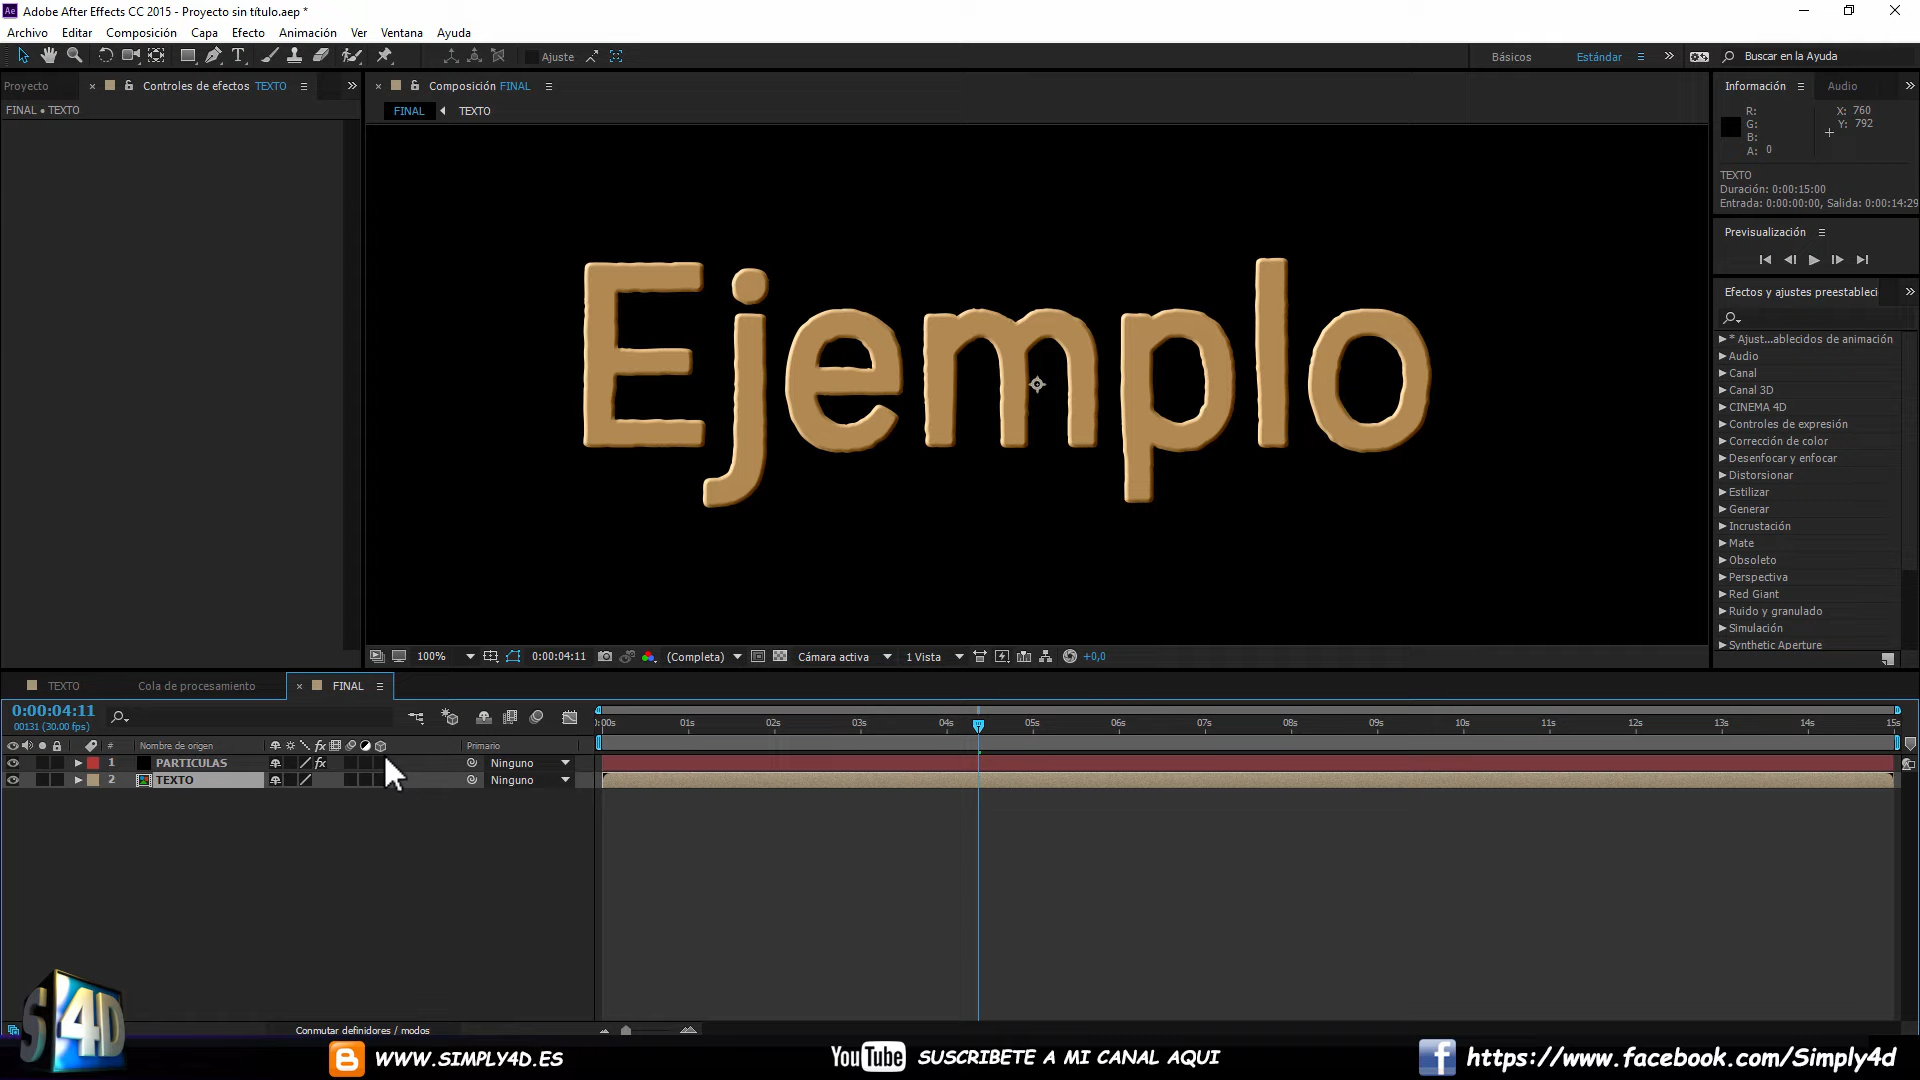 Adobe After Effects CC 2015 - Proyecto sin título.aep *
Archivo Editar Composición Capa Efecto Animación Ver Ventana Ayuda
Ajuste Básicos Estándar Buscar en la Ayuda
Proyecto Controles de efectos TEXTO Composición FINAL Información Audio
FINAL • TEXTO
FINAL TEXTO
R:
G:
B:
A: 0
X: 760
Y: 792
TEXTO
Duración: 0:00:15:00
Entrada: 0:00:00:00, Salida: 0:00:14:29
Previsualización
Efectos y ajustes preestableci
* Ajust...ablecidos de animación
Audio
Canal
Canal 3D
CINEMA 4D
Controles de expresión
Corrección de color
Desenfocar y enfocar
Distorsionar
Estilizar
Generar
Incrustación
Mate
Obsoleto
Perspectiva
Red Giant
Ruido y granulado
Simulación
Synthetic Aperture
Ejemplo
100% 0:00:04:11 (Completa) Cámara activa 1 Vista +0,0
TEXTO Cola de procesamiento FINAL
0:00:04:11
00131 (30.00 fps)
):00s 01s 02s 03s 04s 05s 06s 07s 08s 09s 10s 11s 12s 13s 14s 15s
# Nombre de origen fx Primario
1 PARTICULAS fx Ninguno
2 TEXTO Ninguno
Conmutar definidores / modos
S 4D
WWW.SIMPLY4D.ES
YouTube SUSCRIBETE A MI CANAL AQUI
f https://www.facebook.com/Simply4d